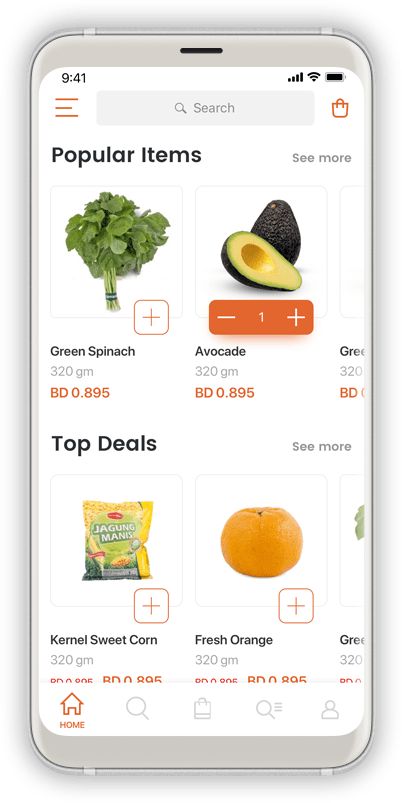 9:41
Search
Popular Items
See more
Green Spinach
Avocade
Gree
320 gm
320 gm
320
BD 0.895
BD 0.895
BD
Top Deals
See more
JAGUNG
MANIS
Kernel Sweet Corn
Fresh Orange
Gree
320 gm
320 gm
320
BD 0.895 BD 0.895
BD 0.895 BD 0.895
1
HOME